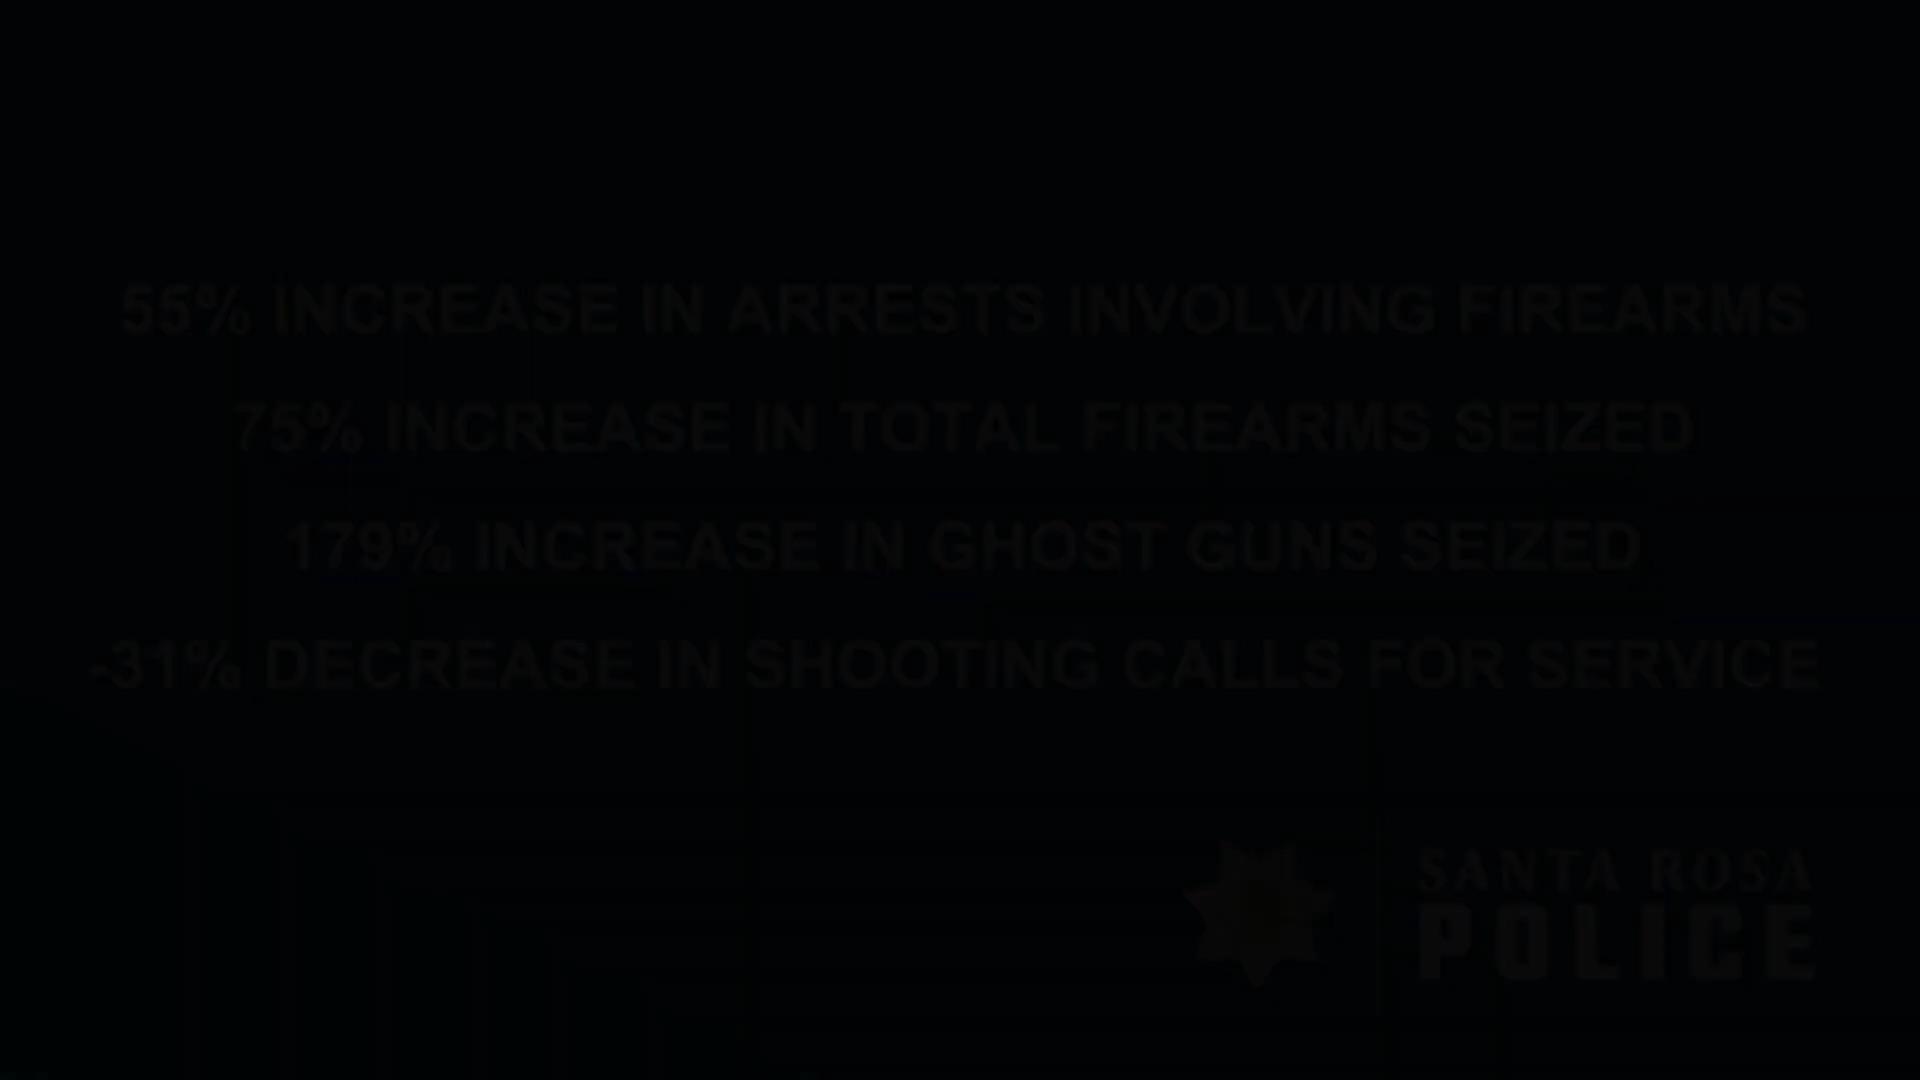 55% INCREASE IN ARRESTS INVOLVING FIREARMS
75% INCREASE IN TOTAL FIREARMS SEIZED
179% INCREASE IN GHOST GUNS SEIZED
-31% DECREASE IN SHOOTING CALLS FOR SERVICE
SANTA ROSA
POLICE